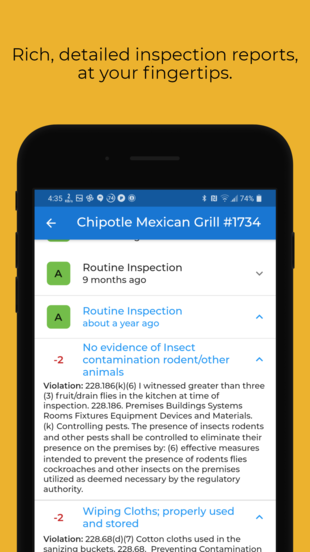 Rich, detailed inspection reports,
at your fingertips.
4:35
74%
Chipotle Mexican Grill #1734
A
Routine Inspection
9 months ago
A
Routine Inspection
about a year ago
-2
No evidence of Insect
contamination rodent/other
animals
Violation: 228.186(k)(6) I witnessed greater than three
(3) fruit/drain flies in the kitchen at time of
inspection. 228.186. Premises Buildings Systems
Rooms Fixtures Equipment Devices and Materials.
(k) Controlling pests. The presence of insects rodents
and other pests shall be controlled to eliminate their
presence on the premises by: (6) effective measures
intended to prevent the presence of rodents flies
cockroaches and other insects on the premises
utilized as deemed necessary by the regulatory
authority.
-2
Wiping Cloths; properly used
and stored
Violation: 228.68(d)(7) Cotton cloths used in the
sanizing buckets. 228.68. Preventing Contamination